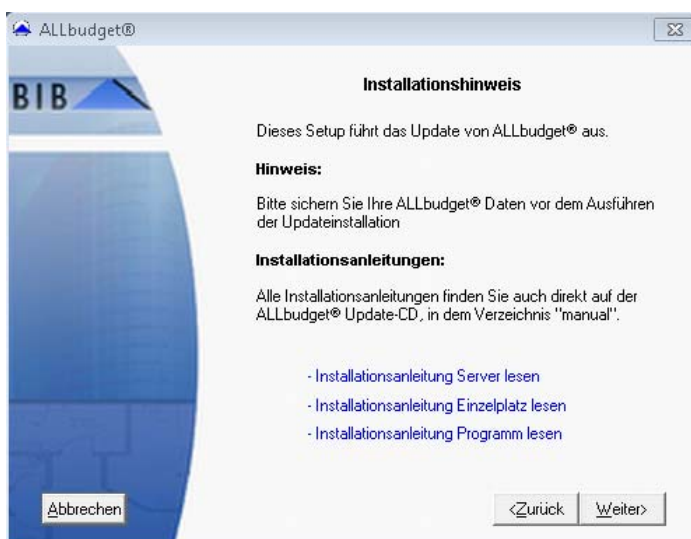 ALLbudget®
BIB
Installationshinweis
Dieses Setup führt das Update von ALLbudget® aus.
Hinweis:
Bitte sichern Sie Ihre ALLbudget® Daten vor dem Ausführen
der Updateinstallation
Installationsanleitungen:
Alle Installationsanleitungen finden Sie auch direkt auf der
ALLbudget® Update-CD, in dem Verzeichnis "manual".
- Installationsanleitung Server lesen
- Installationsanleitung Einzelplatz lesen
- Installationsanleitung Programm lesen
Abbrechen
<Zurück
Weiter>